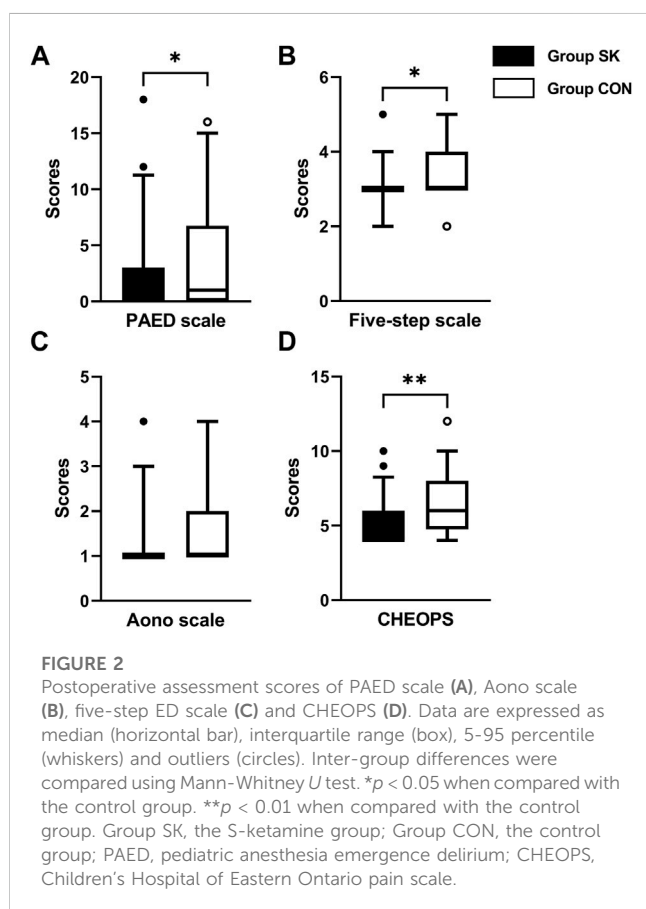 A
*
20
15
10
5
0
Scores
PAED scale
B
*
6
4
2
0
Scores
Five-step scale
Group SK
Group CON
C
5
4
3
2
1
0
Scores
Aono scale
D
**
15
10
5
0
Scores
CHEOPS
FIGURE 2
Postoperative assessment scores of PAED scale (A), Aono scale
(B), five-step ED scale (C) and CHEOPS (D). Data are expressed as
median (horizontal bar), interquartile range (box), 5-95 percentile
(whiskers) and outliers (circles). Inter-group differences were
compared using Mann-Whitney U test. *p < 0.05 when compared with
the control group. **p < 0.01 when compared with the control
group. Group SK, the S-ketamine group; Group CON, the control
group; PAED, pediatric anesthesia emergence delirium; CHEOPS,
Children's Hospital of Eastern Ontario pain scale.